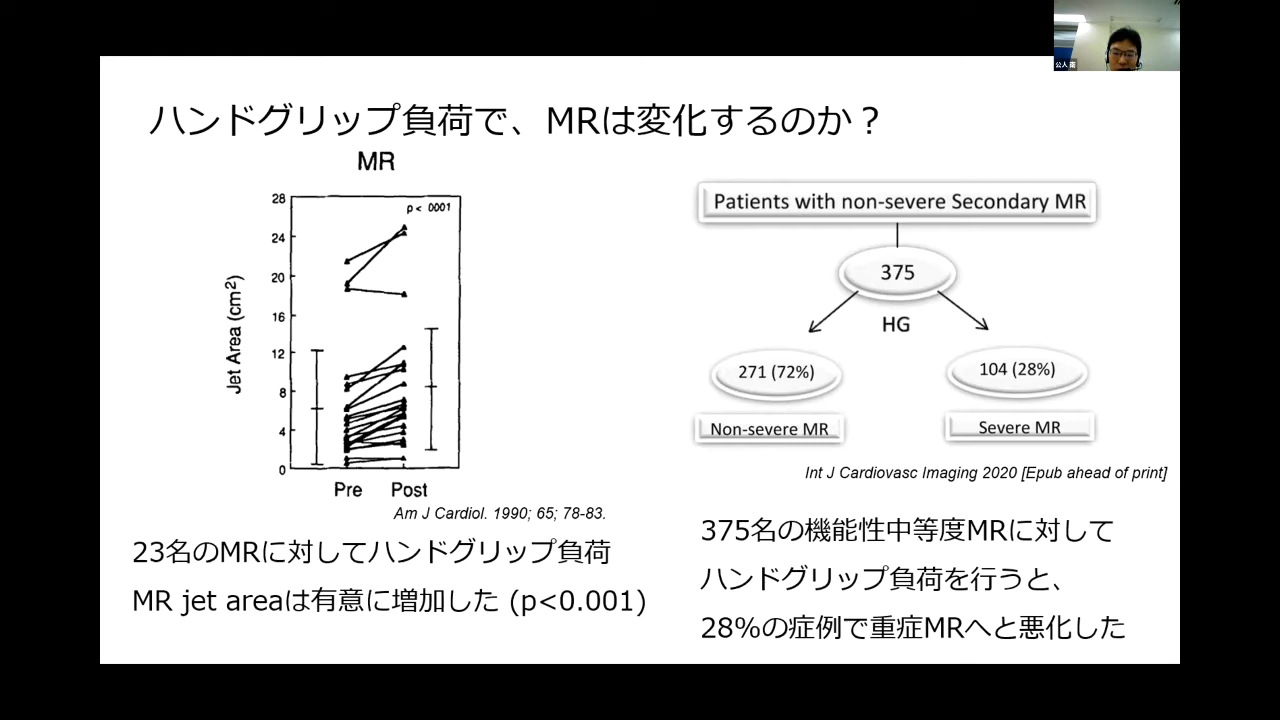 ハンドグリップ負荷で、MRは変化するのか？
MR
p < .0001
28
24
20
16
12
8
4
0
Jet Area (cm²)
Pre Post
Am J Cardiol. 1990; 65; 78-83.
23名のMRに対してハンドグリップ負荷
MR jet areaは有意に増加した (p<0.001)
Patients with non-severe Secondary MR
375
HG
271 (72%)
104 (28%)
Non-severe MR
Severe MR
Int J Cardiovasc Imaging 2020 [Epub ahead of print]
375名の機能性中等度MRに対して
ハンドグリップ負荷を行うと、
28%の症例で重症MRへと悪化した